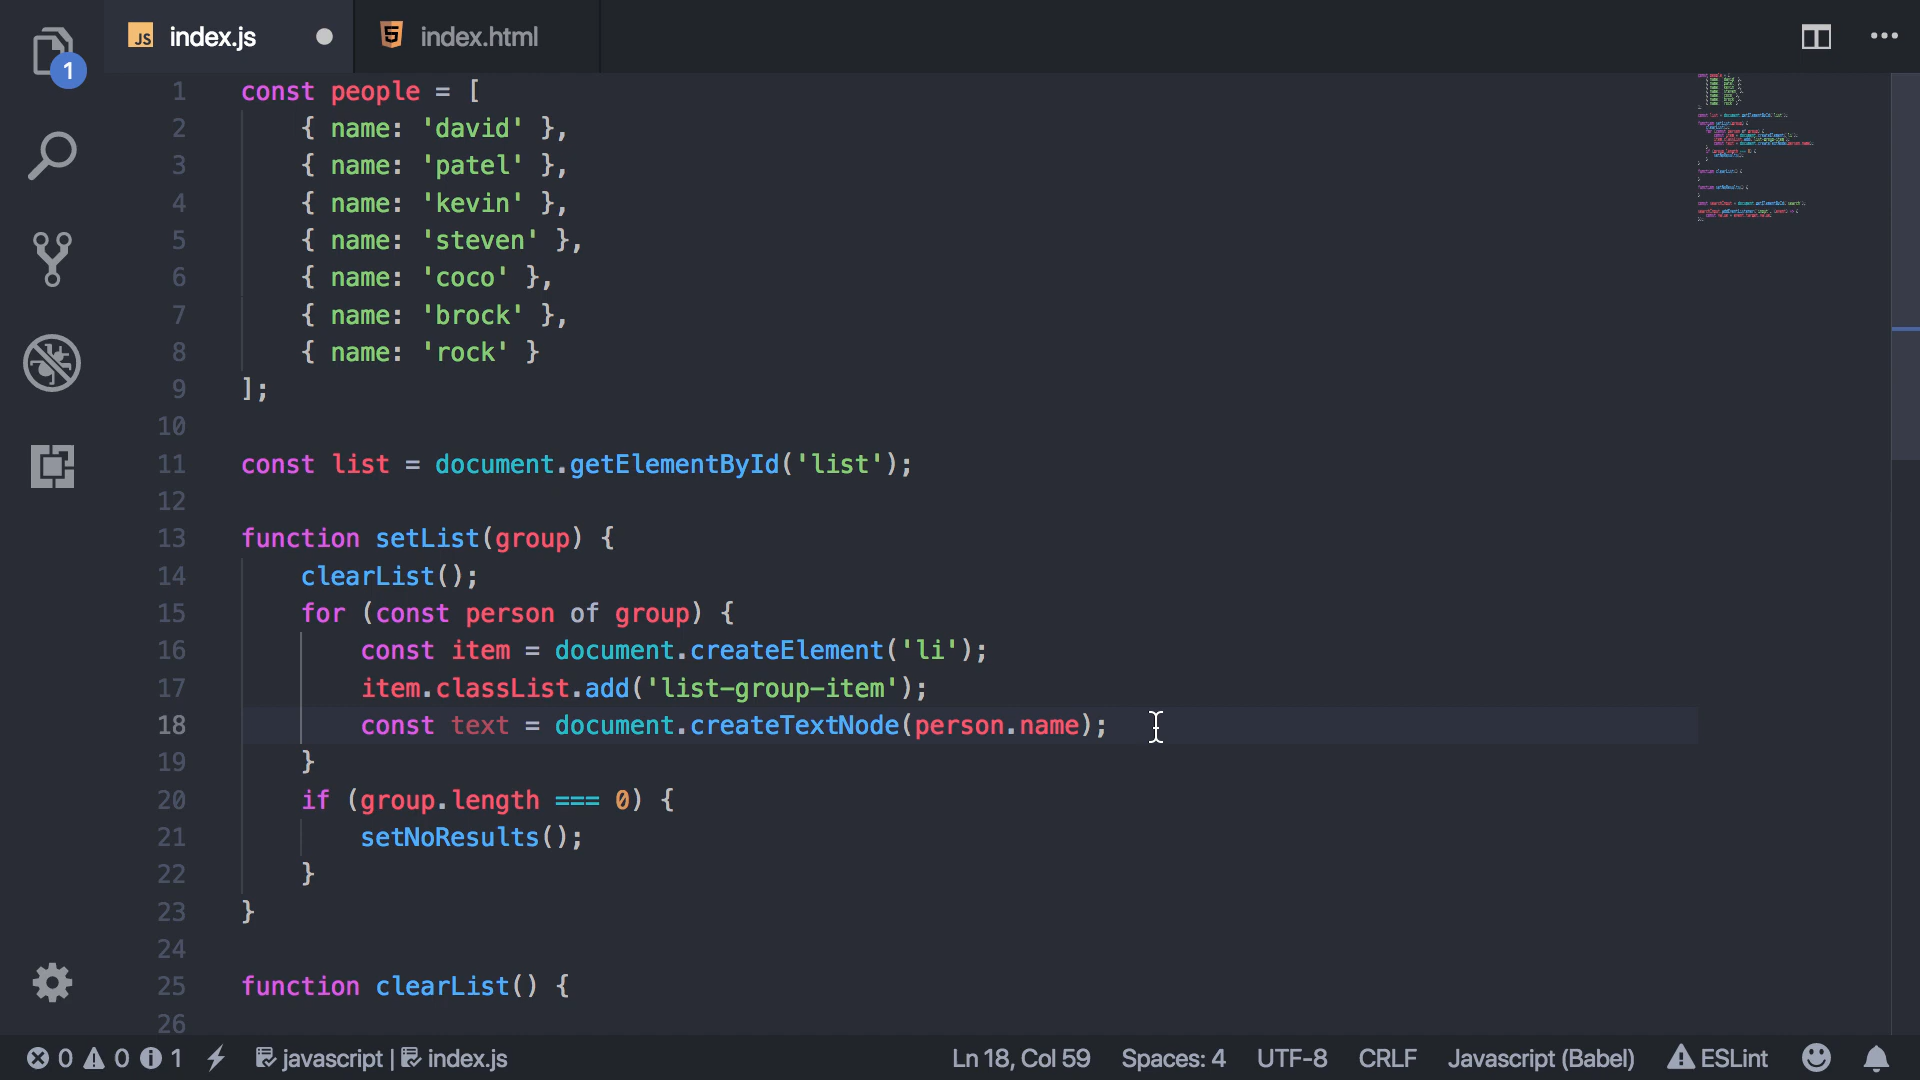 JS index.js
5 index.html
1
1 const people = [
2 { name: 'david' },
3 { name: 'patel' },
4 { name: 'kevin' },
5 { name: 'steven' },
6 { name: 'coco' },
7 { name: 'brock' },
8 { name: 'rock' }
9 ];
10
11 const list = document.getElementById('list');
12
13 function setList(group) {
14 clearList();
15 for (const person of group) {
16 const item = document.createElement('li');
17 item.classList.add('list-group-item');
18 const text = document.createTextNode(person.name);
19 }
20 if (group.length === 0) {
21 setNoResults();
22 }
23 }
24
25 function clearList() {
26
0 0 1 javascript | index.js Ln 18, Col 59 Spaces: 4 UTF-8 CRLF Javascript (Babel) ESLint